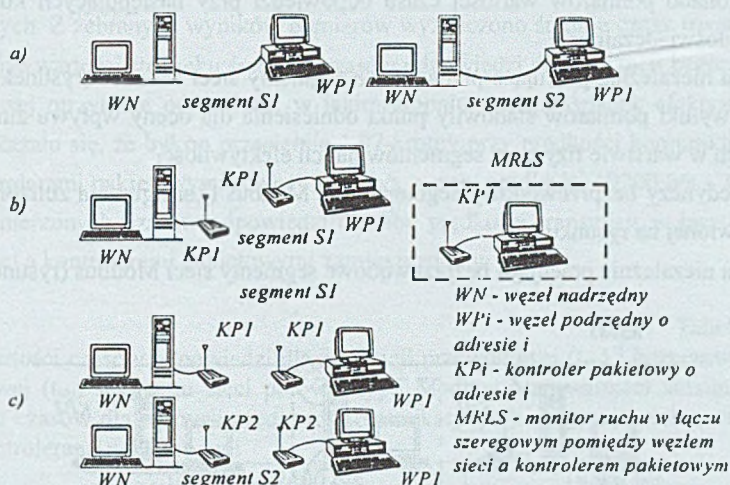 a)
WN segment S1 WP1 WN segment S2 WP1
MRŁS
b) KP1 KP1
WN KP1 segment S1 WP1
segment S1
WN - węzeł nadrzędny
WPi - węzeł podrzędny o
adresie i
KPi - kontroler pakietowy o
adresie i
MRŁS - monitor ruchu w łączu
szeregowym pomiędzy węzłem
sieci a kontrolerem pakietowym
KP1 KP1
WN WP1
c) KP2 KP2
WN segment S2 WP1